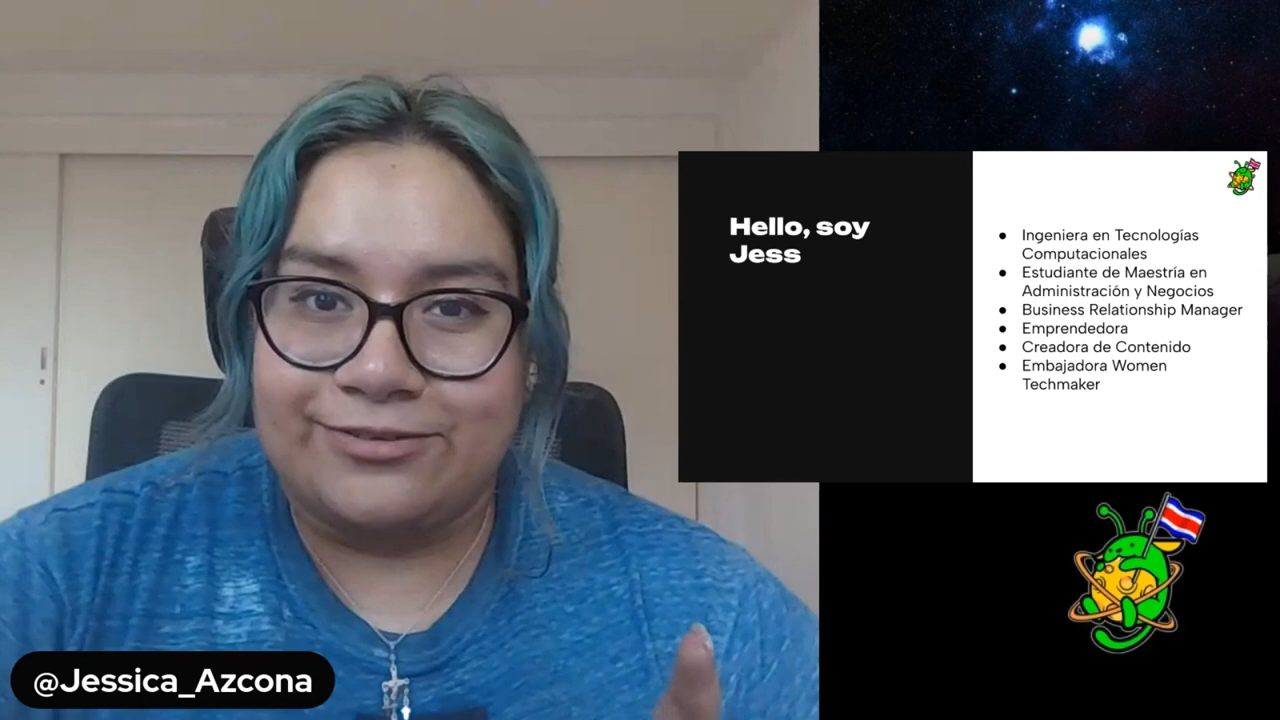 Hello, soy
Jess
● Ingeniera en Tecnologías
Computacionales
● Estudiante de Maestría en
Administración y Negocios
● Business Relationship Manager
● Emprendedora
● Creadora de Contenido
● Embajadora Women
Techmaker
@Jessica_Azcona